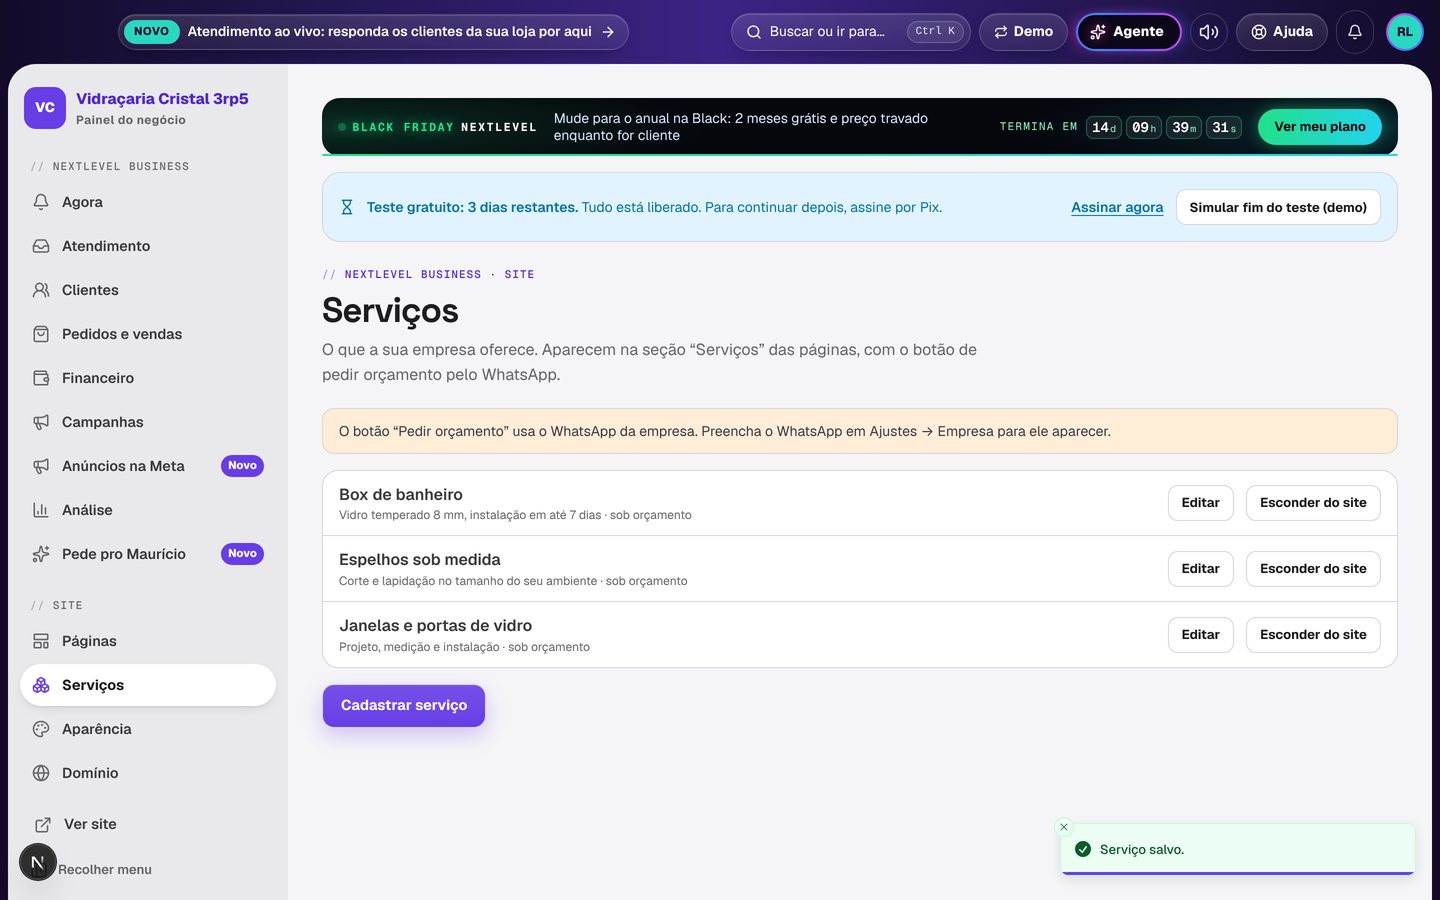 NOVO Atendimento ao vivo: responda os clientes da sua loja por aqui →
Buscar ou ir para... Ctrl K
Demo
Agente
Ajuda
RL
VC
Vidraçaria Cristal 3rp5
Painel do negócio
// NEXTLEVEL BUSINESS
Agora
Atendimento
Clientes
Pedidos e vendas
Financeiro
Campanhas
Anúncios na Meta Novo
Análise
Pede pro Maurício Novo
// SITE
Páginas
Serviços
Aparência
Domínio
Ver site
N
Recolher menu
BLACK FRIDAY NEXTLEVEL
Mude para o anual na Black: 2 meses grátis e preço travado
enquanto for cliente
TERMINA EM 14d 09h 39m 31s
Ver meu plano
Teste gratuito: 3 dias restantes. Tudo está liberado. Para continuar depois, assine por Pix.
Assinar agora
Simular fim do teste (demo)
// NEXTLEVEL BUSINESS · SITE
Serviços
O que a sua empresa oferece. Aparecem na seção “Serviços” das páginas, com o botão de
pedir orçamento pelo WhatsApp.
O botão “Pedir orçamento” usa o WhatsApp da empresa. Preencha o WhatsApp em Ajustes → Empresa para ele aparecer.
Box de banheiro
Vidro temperado 8 mm, instalação em até 7 dias · sob orçamento
Editar
Esconder do site
Espelhos sob medida
Corte e lapidação no tamanho do seu ambiente · sob orçamento
Editar
Esconder do site
Janelas e portas de vidro
Projeto, medição e instalação · sob orçamento
Editar
Esconder do site
Cadastrar serviço
Serviço salvo.